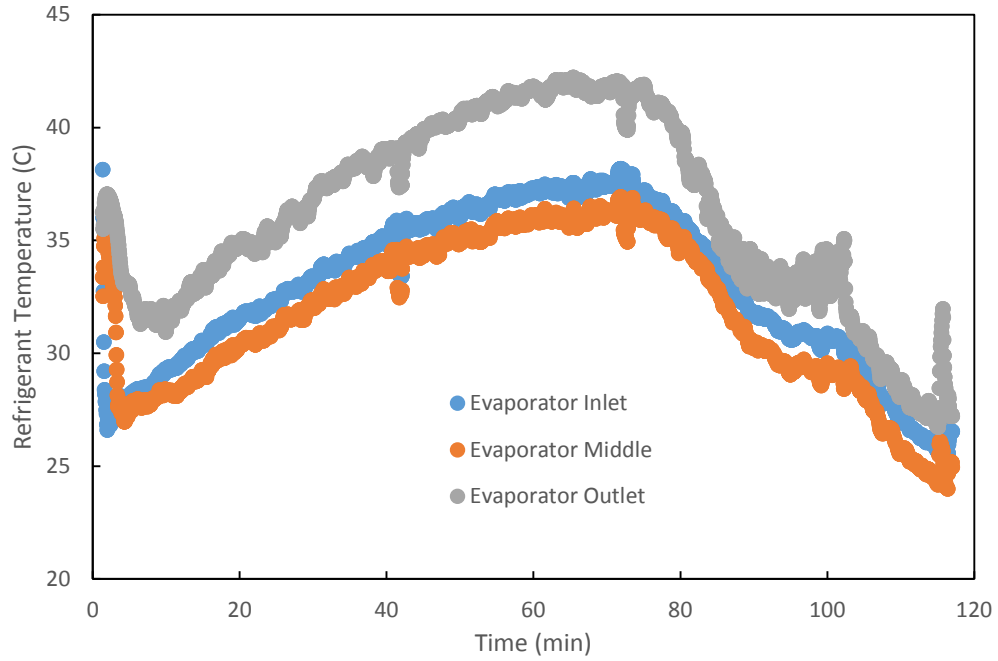 45
40
35
30
25
20
Refrigerant Temperature (C)
Evaporator Inlet
Evaporator Middle
Evaporator Outlet
0 20 40 60 80 100 120
Time (min)